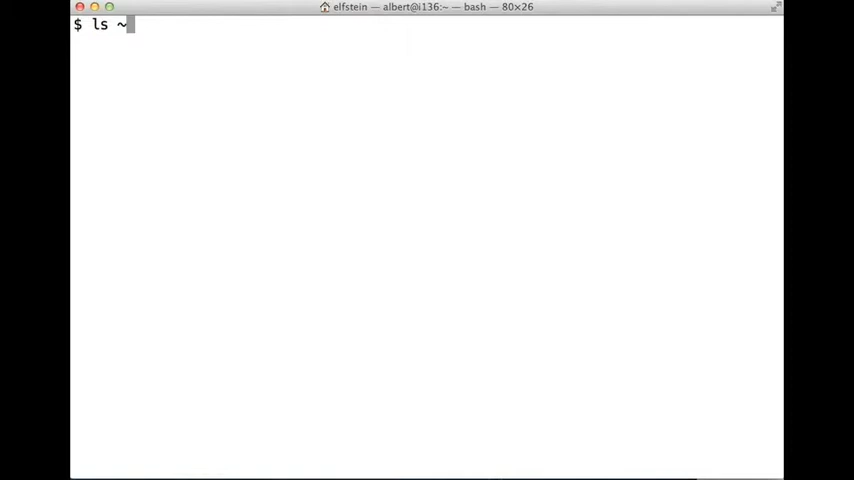 elfstein — albert@i136:~ — bash — 80×26
$ ls ~